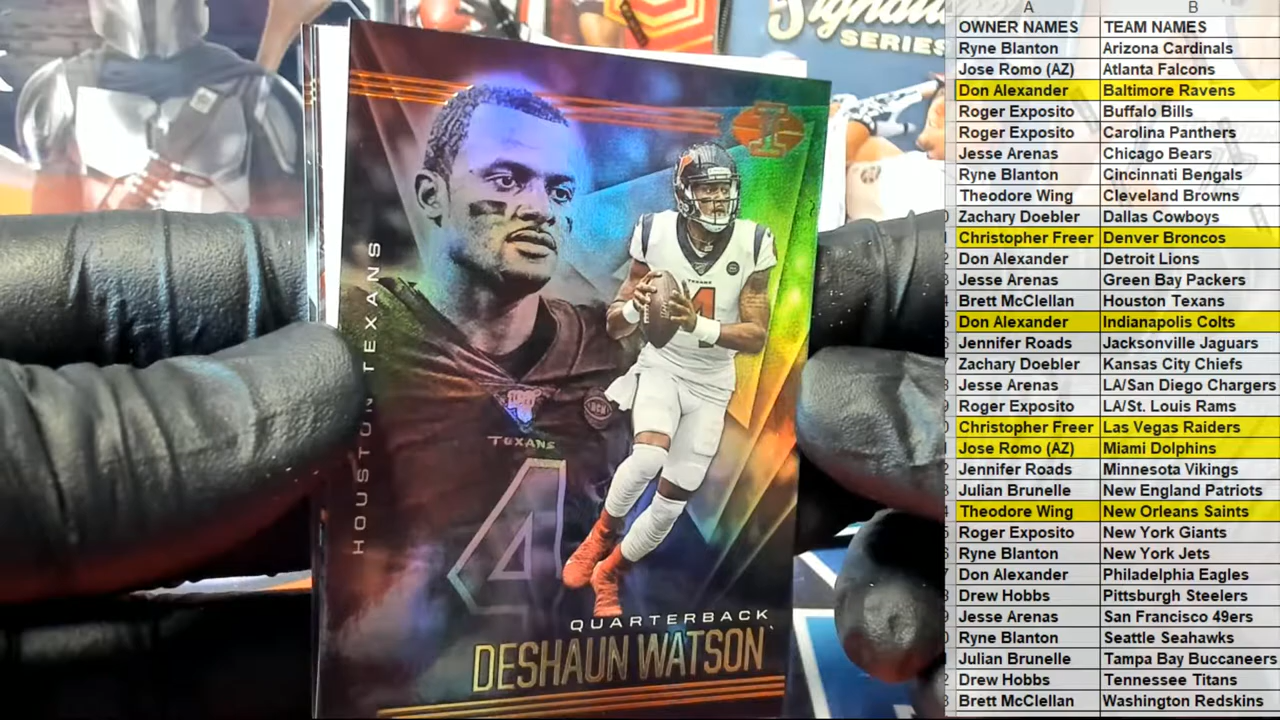 Signature
SERIES
HOUSTON TEXANS
TEXANS
TEXANS
4
4
QUARTERBACK
DESHAUN WATSON
A B
OWNER NAMES TEAM NAMES
Ryne Blanton Arizona Cardinals
Jose Romo (AZ) Atlanta Falcons
Don Alexander Baltimore Ravens
Roger Exposito Buffalo Bills
Roger Exposito Carolina Panthers
Jesse Arenas Chicago Bears
Ryne Blanton Cincinnati Bengals
Theodore Wing Cleveland Browns
Zachary Doebler Dallas Cowboys
Christopher Freer Denver Broncos
Don Alexander Detroit Lions
Jesse Arenas Green Bay Packers
Brett McClellan Houston Texans
Don Alexander Indianapolis Colts
Jennifer Roads Jacksonville Jaguars
Zachary Doebler Kansas City Chiefs
Jesse Arenas LA/San Diego Chargers
Roger Exposito LA/St. Louis Rams
Christopher Freer Las Vegas Raiders
Jose Romo (AZ) Miami Dolphins
Jennifer Roads Minnesota Vikings
Julian Brunelle New England Patriots
Theodore Wing New Orleans Saints
Roger Exposito New York Giants
Ryne Blanton New York Jets
Don Alexander Philadelphia Eagles
Drew Hobbs Pittsburgh Steelers
Jesse Arenas San Francisco 49ers
Ryne Blanton Seattle Seahawks
Julian Brunelle Tampa Bay Buccaneers
Drew Hobbs Tennessee Titans
Brett McClellan Washington Redskins